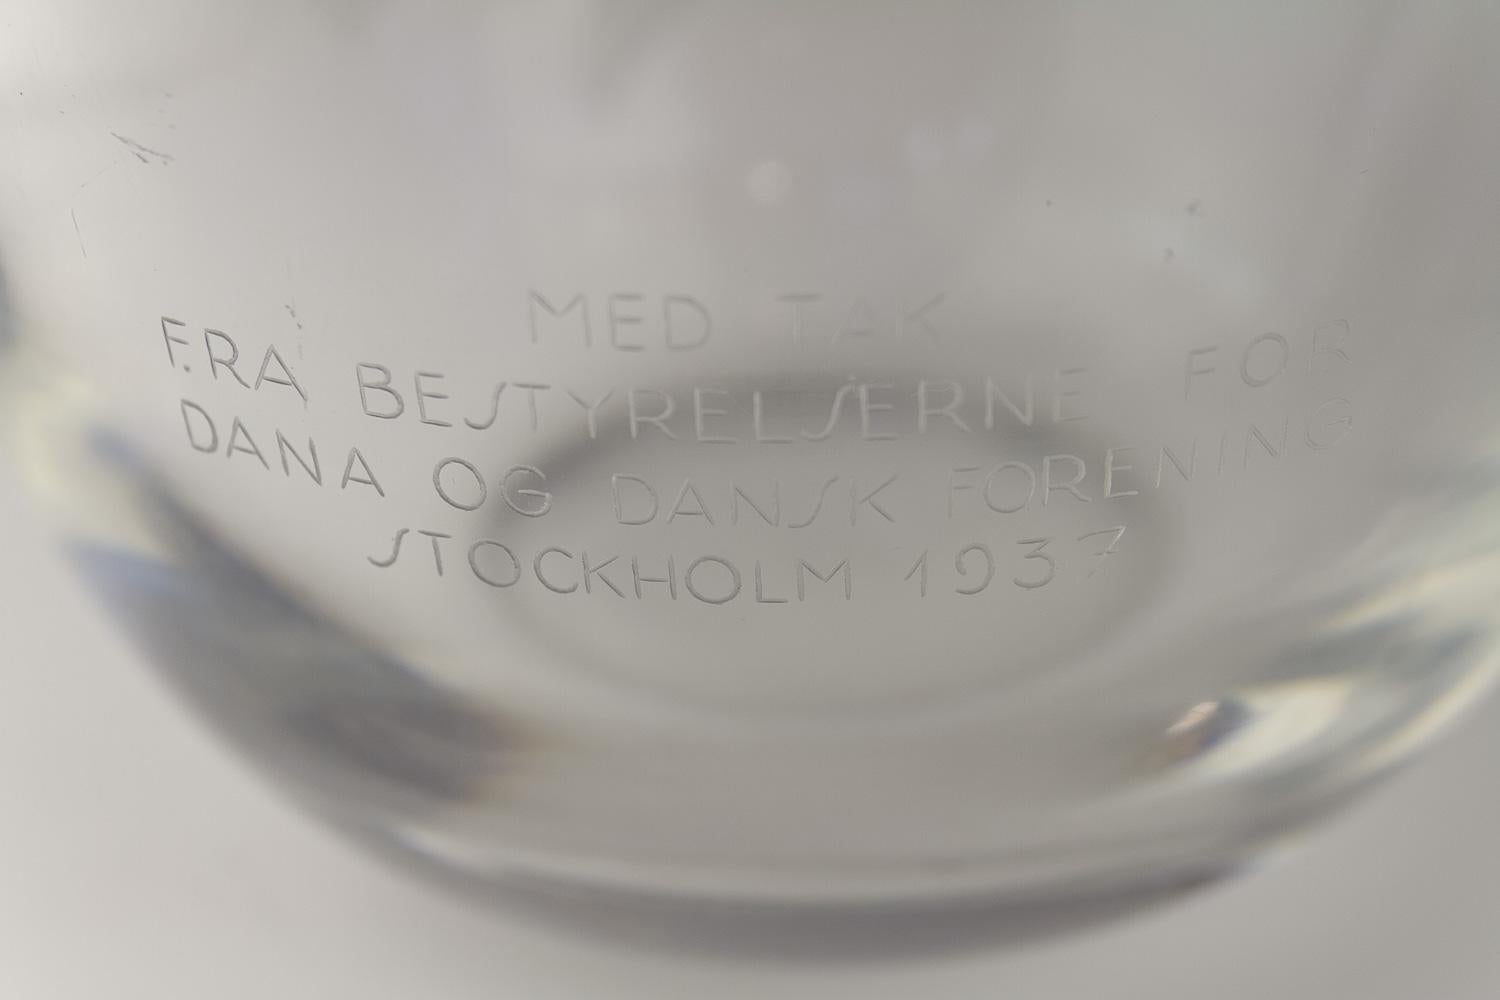 MED TAK
FRA BESTYRELSERNE FOR
DANA OG DANSK FORENING
STOCKHOLM 1937